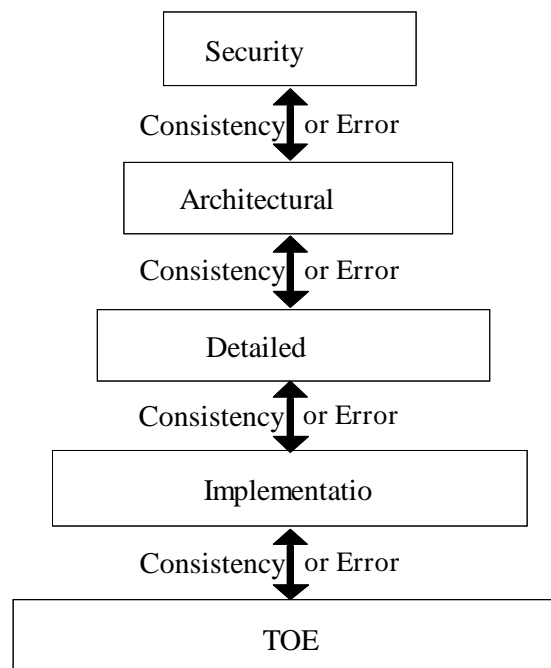 Security
Consistency or Error
Architectural
Consistency or Error
Detailed
Consistency or Error
Implementatio
Consistency or Error
TOE